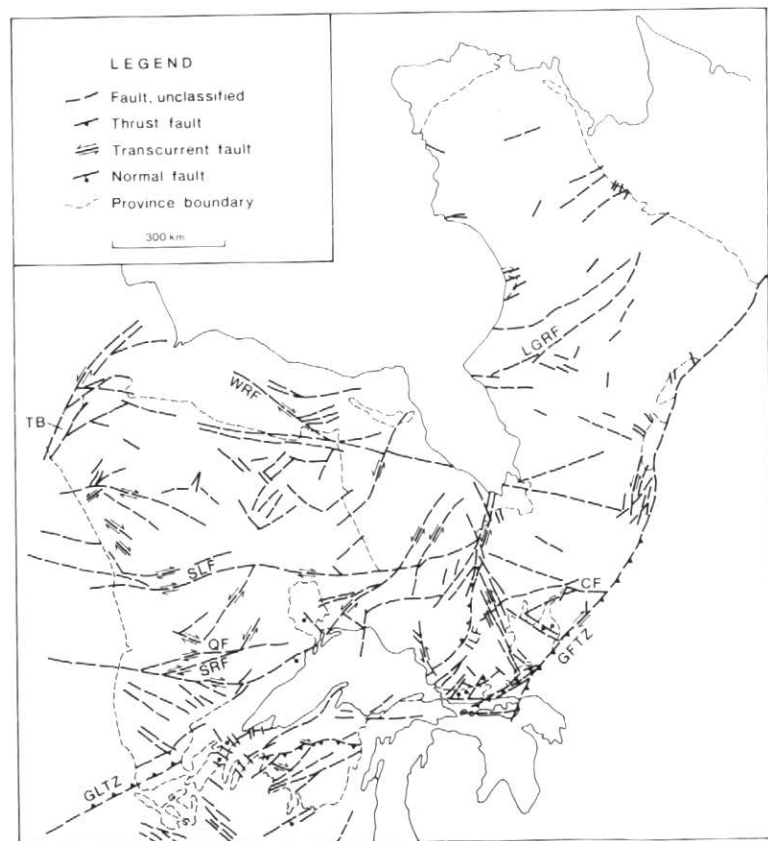 LEGEND
Fault, unclassified
Thrust fault
Transcurrent fault
Normal fault
Province boundary
300 km
LGRF
WRF
TB
SLF
CF
QF
LF
GFTZ
SRF
GLTZ